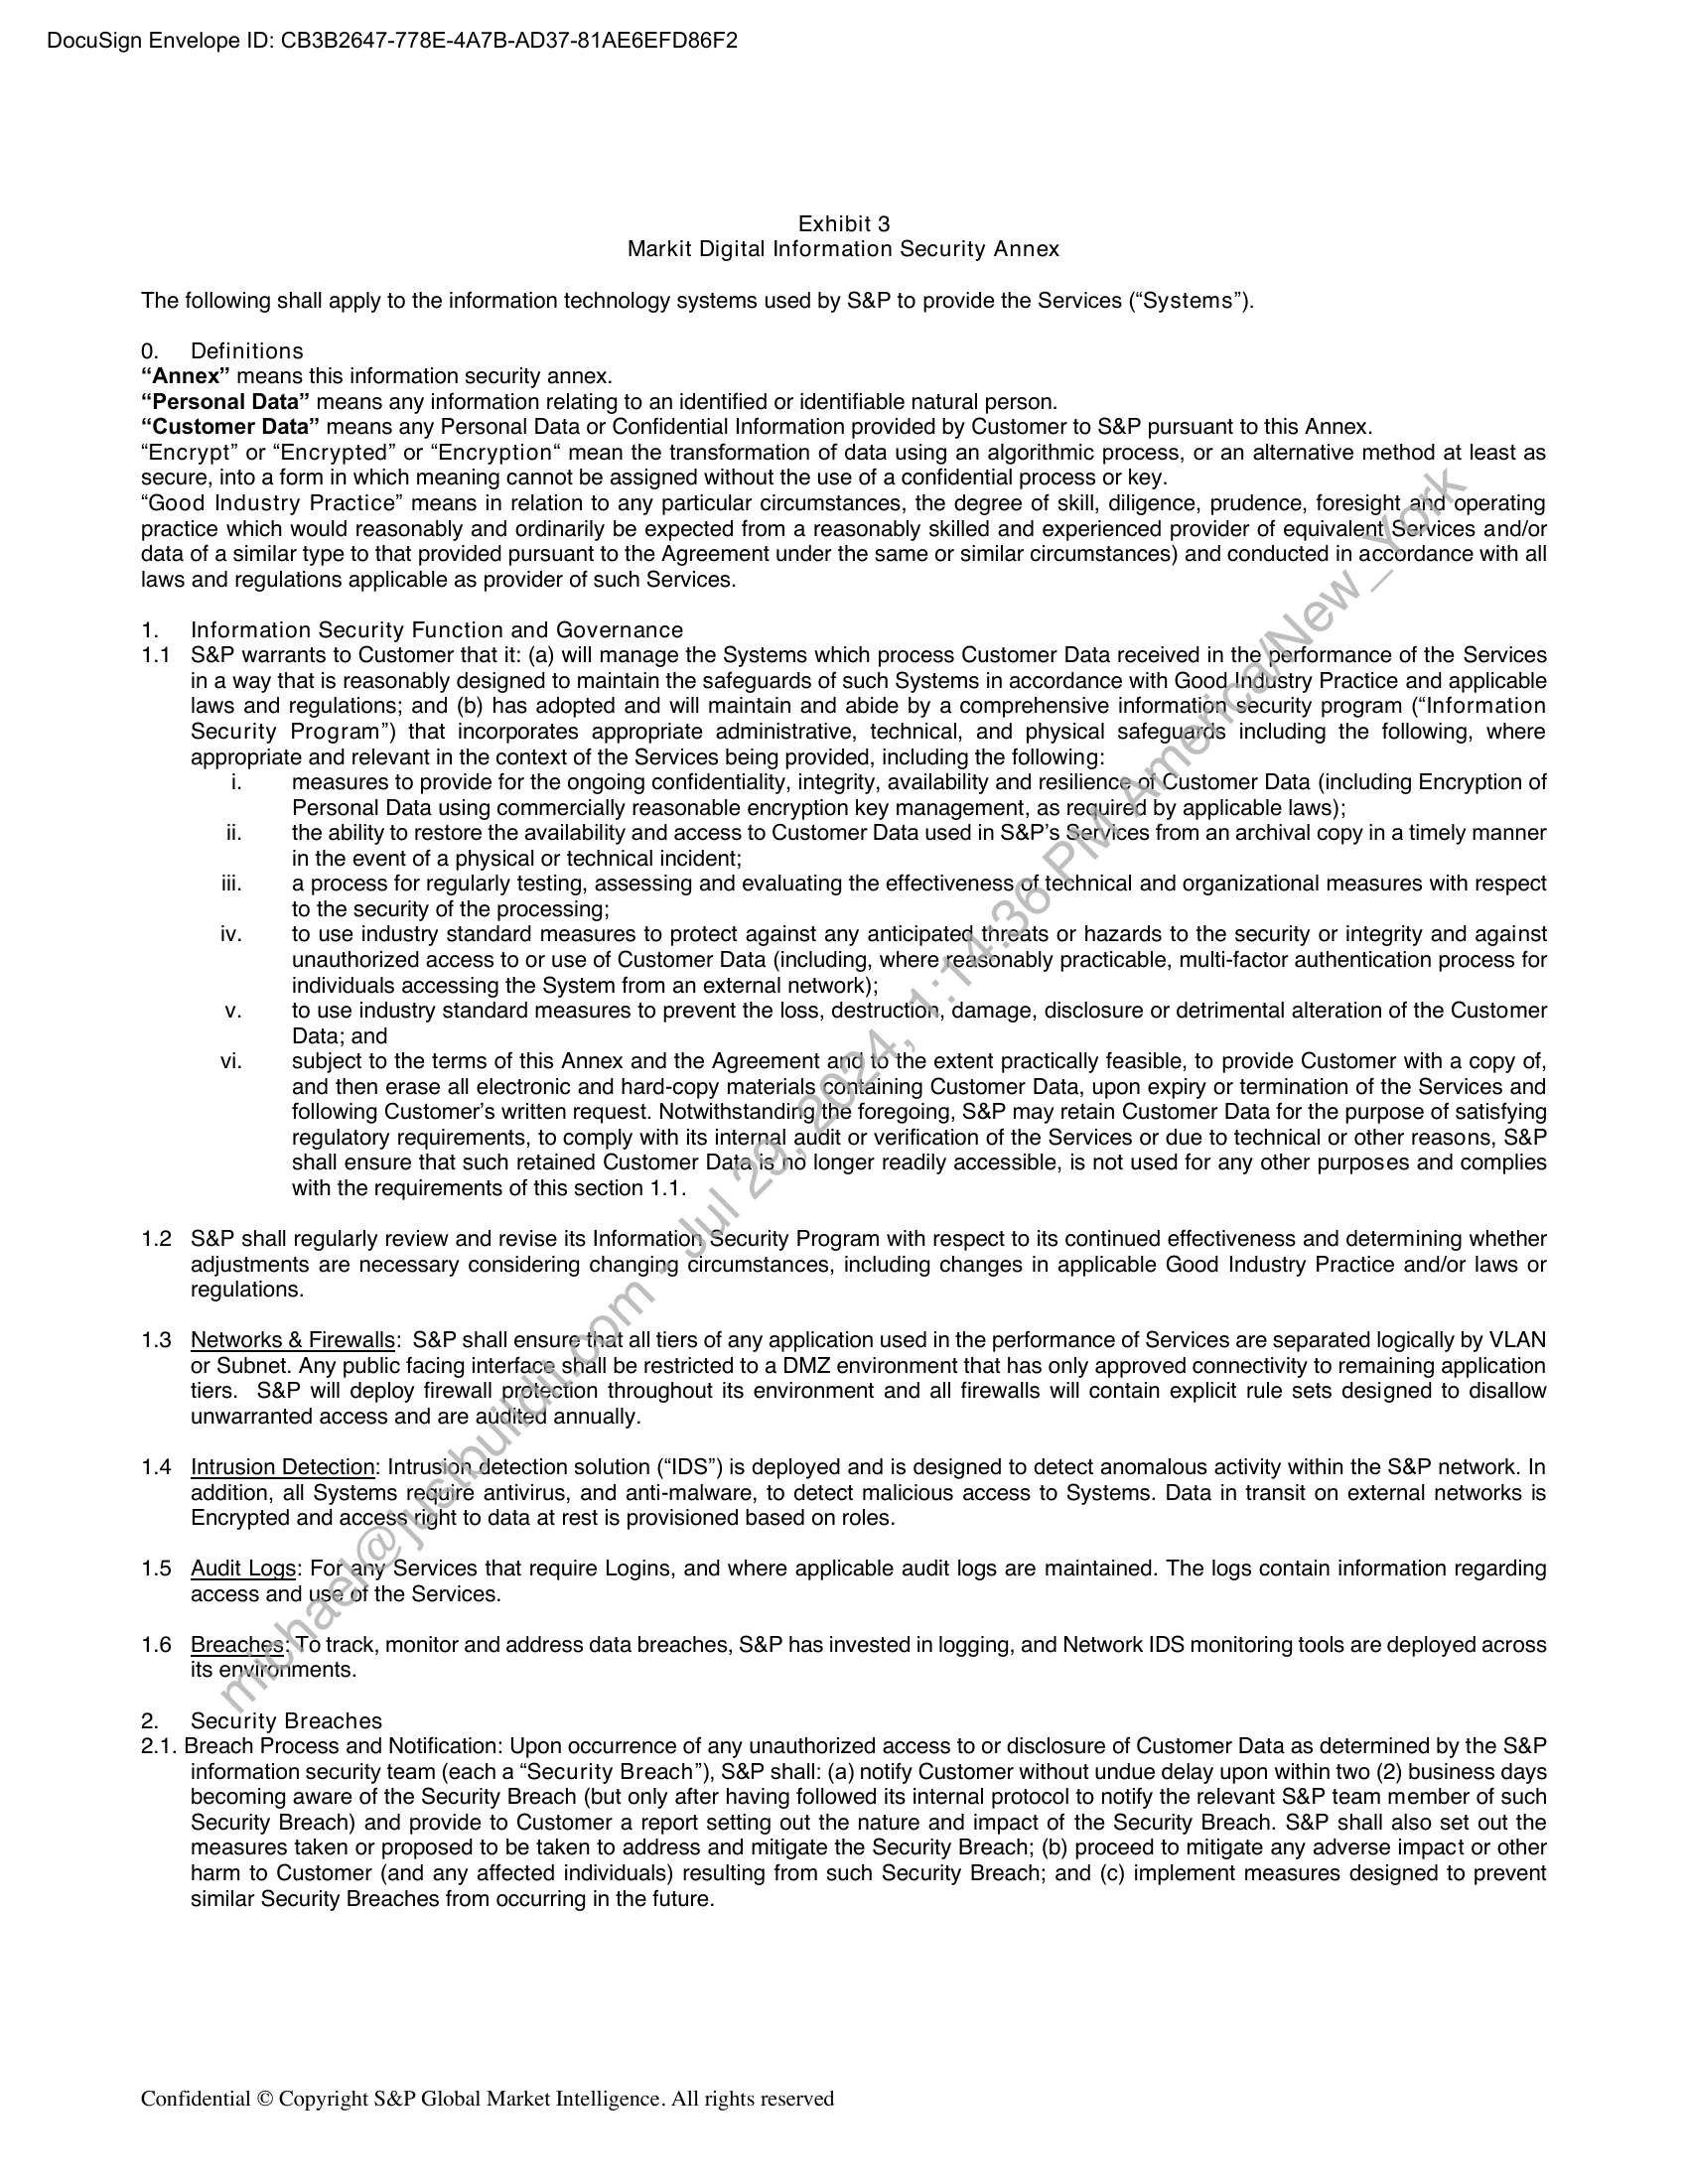 DocuSign Envelope ID: CB3B2647-778E-4A7B-AD37-81AE6EFD86F2
Exhibit 3
Markit Digital Information Security Annex
The following shall apply to the information technology systems used by S&P to provide the Services (“Systems”).
0. Definitions
“Annex” means this information security annex.
“Personal Data” means any information relating to an identified or identifiable natural person.
“Customer Data” means any Personal Data or Confidential Information provided by Customer to S&P pursuant to this Annex.
“Encrypt” or “Encrypted” or “Encryption“ mean the transformation of data using an algorithmic process, or an alternative method at least as
secure, into a form in which meaning cannot be assigned without the use of a confidential process or key.
“Good Industry Practice” means in relation to any particular circumstances, the degree of skill, diligence, prudence, foresight and operating
practice which would reasonably and ordinarily be expected from a reasonably skilled and experienced provider of equivalent Services and/or
data of a similar type to that provided pursuant to the Agreement under the same or similar circumstances) and conducted in accordance with all
laws and regulations applicable as provider of such Services.
1. Information Security Function and Governance
1.1 S&P warrants to Customer that it: (a) will manage the Systems which process Customer Data received in the performance of the Services
in a way that is reasonably designed to maintain the safeguards of such Systems in accordance with Good Industry Practice and applicable
laws and regulations; and (b) has adopted and will maintain and abide by a comprehensive information security program (“Information
Security Program”) that incorporates appropriate administrative, technical, and physical safeguards including the following, where
appropriate and relevant in the context of the Services being provided, including the following:
i. measures to provide for the ongoing confidentiality, integrity, availability and resilience of Customer Data (including Encryption of
Personal Data using commercially reasonable encryption key management, as required by applicable laws);
ii. the ability to restore the availability and access to Customer Data used in S&P’s Services from an archival copy in a timely manner
in the event of a physical or technical incident;
iii. a process for regularly testing, assessing and evaluating the effectiveness of technical and organizational measures with respect
to the security of the processing;
iv. to use industry standard measures to protect against any anticipated threats or hazards to the security or integrity and against
unauthorized access to or use of Customer Data (including, where reasonably practicable, multi-factor authentication process for
individuals accessing the System from an external network);
v. to use industry standard measures to prevent the loss, destruction, damage, disclosure or detrimental alteration of the Customer
Data; and
vi. subject to the terms of this Annex and the Agreement and to the extent practically feasible, to provide Customer with a copy of,
and then erase all electronic and hard-copy materials containing Customer Data, upon expiry or termination of the Services and
following Customer’s written request. Notwithstanding the foregoing, S&P may retain Customer Data for the purpose of satisfying
regulatory requirements, to comply with its internal audit or verification of the Services or due to technical or other reasons, S&P
shall ensure that such retained Customer Data is no longer readily accessible, is not used for any other purposes and complies
with the requirements of this section 1.1.
1.2 S&P shall regularly review and revise its Information Security Program with respect to its continued effectiveness and determining whether
adjustments are necessary considering changing circumstances, including changes in applicable Good Industry Practice and/or laws or
regulations.
1.3 Networks & Firewalls: S&P shall ensure that all tiers of any application used in the performance of Services are separated logically by VLAN
or Subnet. Any public facing interface shall be restricted to a DMZ environment that has only approved connectivity to remaining application
tiers. S&P will deploy firewall protection throughout its environment and all firewalls will contain explicit rule sets designed to disallow
unwarranted access and are audited annually.
1.4 Intrusion Detection: Intrusion detection solution (“IDS”) is deployed and is designed to detect anomalous activity within the S&P network. In
addition, all Systems require antivirus, and anti-malware, to detect malicious access to Systems. Data in transit on external networks is
Encrypted and access right to data at rest is provisioned based on roles.
1.5 Audit Logs: For any Services that require Logins, and where applicable audit logs are maintained. The logs contain information regarding
access and use of the Services.
1.6 Breaches: To track, monitor and address data breaches, S&P has invested in logging, and Network IDS monitoring tools are deployed across
its environments.
2. Security Breaches
2.1. Breach Process and Notification: Upon occurrence of any unauthorized access to or disclosure of Customer Data as determined by the S&P
information security team (each a “Security Breach”), S&P shall: (a) notify Customer without undue delay upon within two (2) business days
becoming aware of the Security Breach (but only after having followed its internal protocol to notify the relevant S&P team member of such
Security Breach) and provide to Customer a report setting out the nature and impact of the Security Breach. S&P shall also set out the
measures taken or proposed to be taken to address and mitigate the Security Breach; (b) proceed to mitigate any adverse impact or other
harm to Customer (and any affected individuals) resulting from such Security Breach; and (c) implement measures designed to prevent
similar Security Breaches from occurring in the future.
michael@justbuildit.com - Jul 29, 2024, 1:14:36 PM America/New_York
Confidential © Copyright S&P Global Market Intelligence. All rights reserved